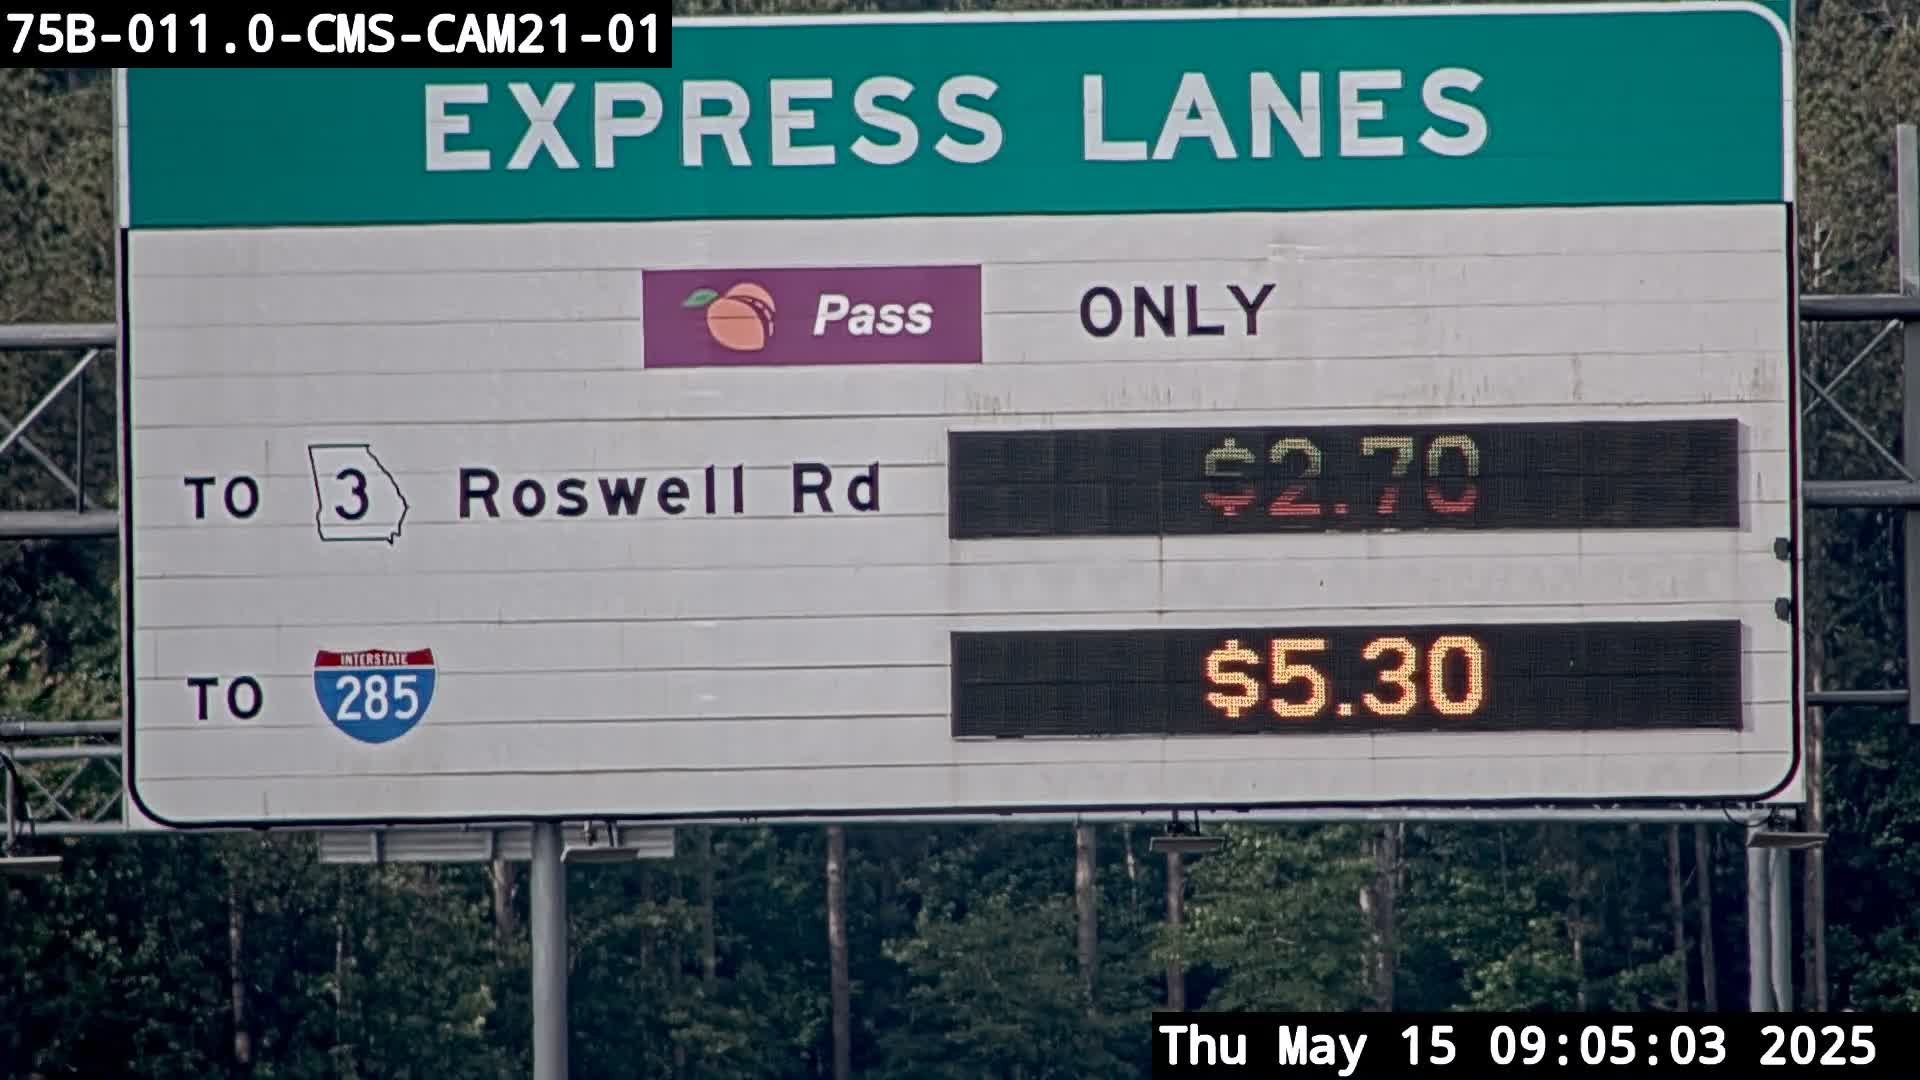 75B-011.0-CMS-CAM21-01
EXPRESS LANES
Pass ONLY
TO 3 Roswell Rd $2.70
TO INTERSTATE 285 $5.30
Thu May 15 09:05:03 2025